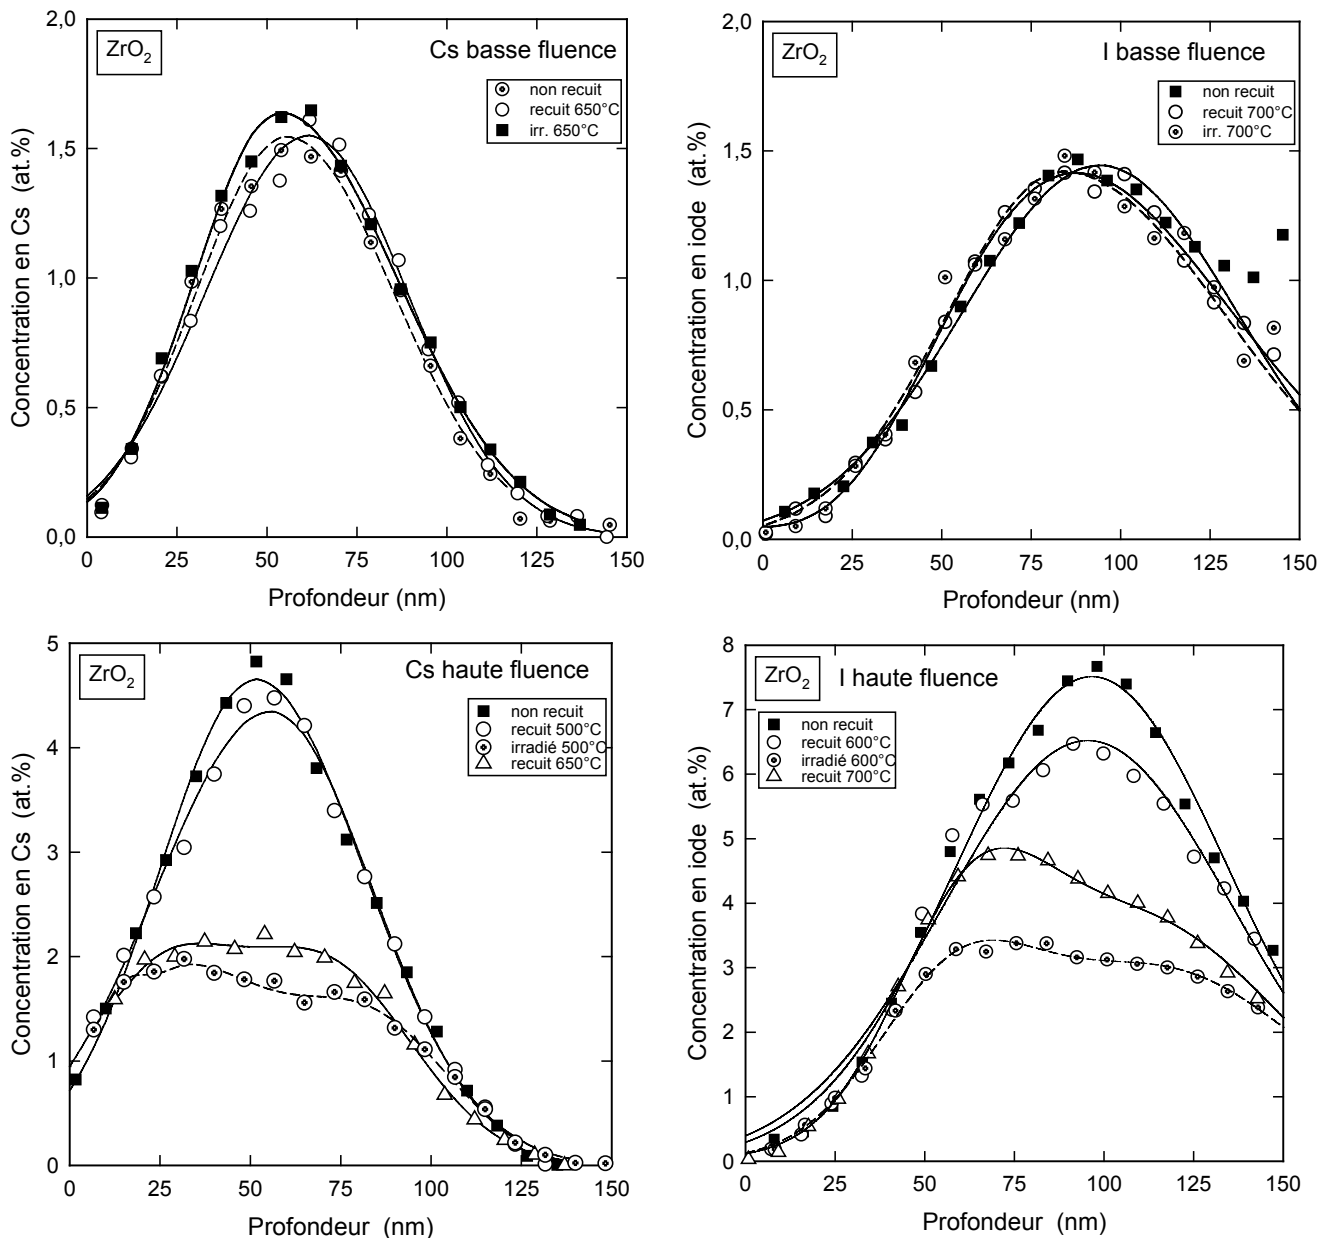 ZrO2
Cs basse fluence
non recuit
recuit 650°C
irr. 650°C
2,0
1,5
1,0
0,5
0,0
Concentration en Cs (at.%)
0 25 50 75 100 125 150
Profondeur (nm)
ZrO2
I basse fluence
non recuit
recuit 700°C
irr. 700°C
2,0
1,5
1,0
0,5
0,0
Concentration en iode (at.%)
0 25 50 75 100 125 150
Profondeur (nm)
ZrO2
Cs haute fluence
non recuit
recuit 500°C
irradié 500°C
recuit 650°C
5
4
3
2
1
0
Concentration en Cs (at.%)
0 25 50 75 100 125 150
Profondeur (nm)
ZrO2
I haute fluence
non recuit
recuit 600°C
irradié 600°C
recuit 700°C
8
7
6
5
4
3
2
1
0
Concentration en iode (at.%)
0 25 50 75 100 125 150
Profondeur (nm)